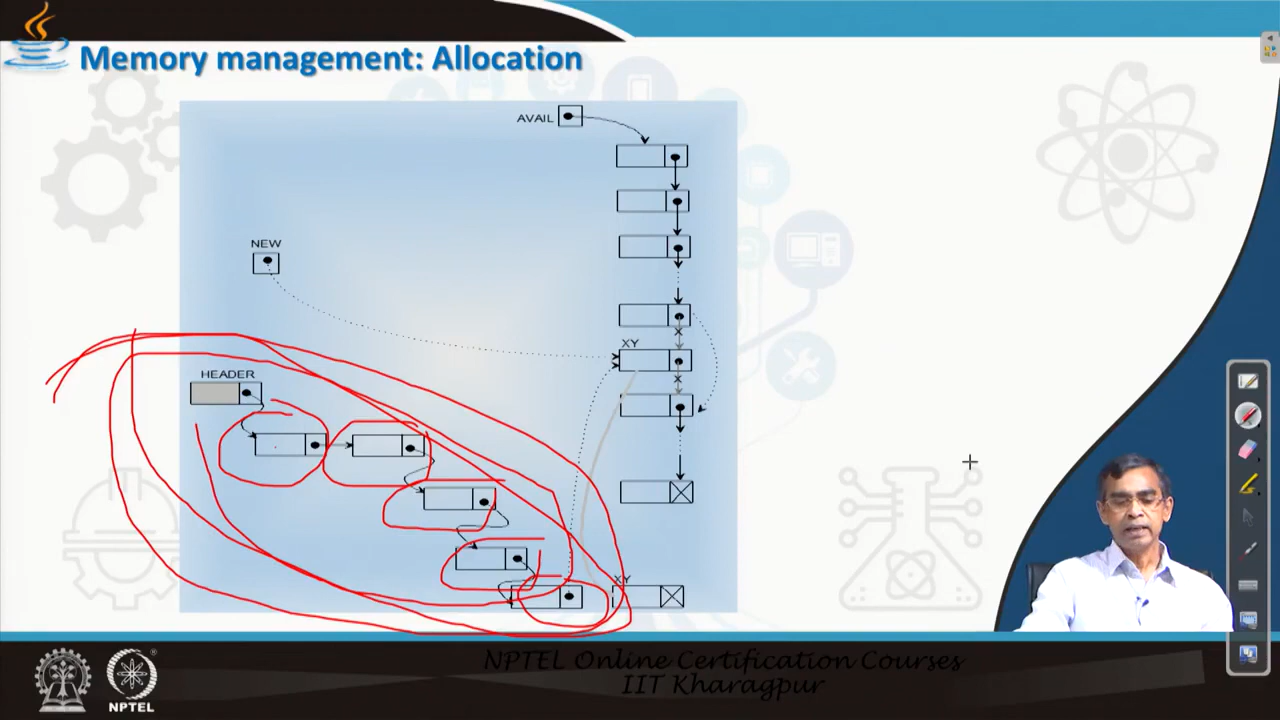 Memory management: Allocation
AVAIL
NEW
XY
HEADER
XY
NPTEL Online Certification Courses
IIT Kharagpur
NPTEL